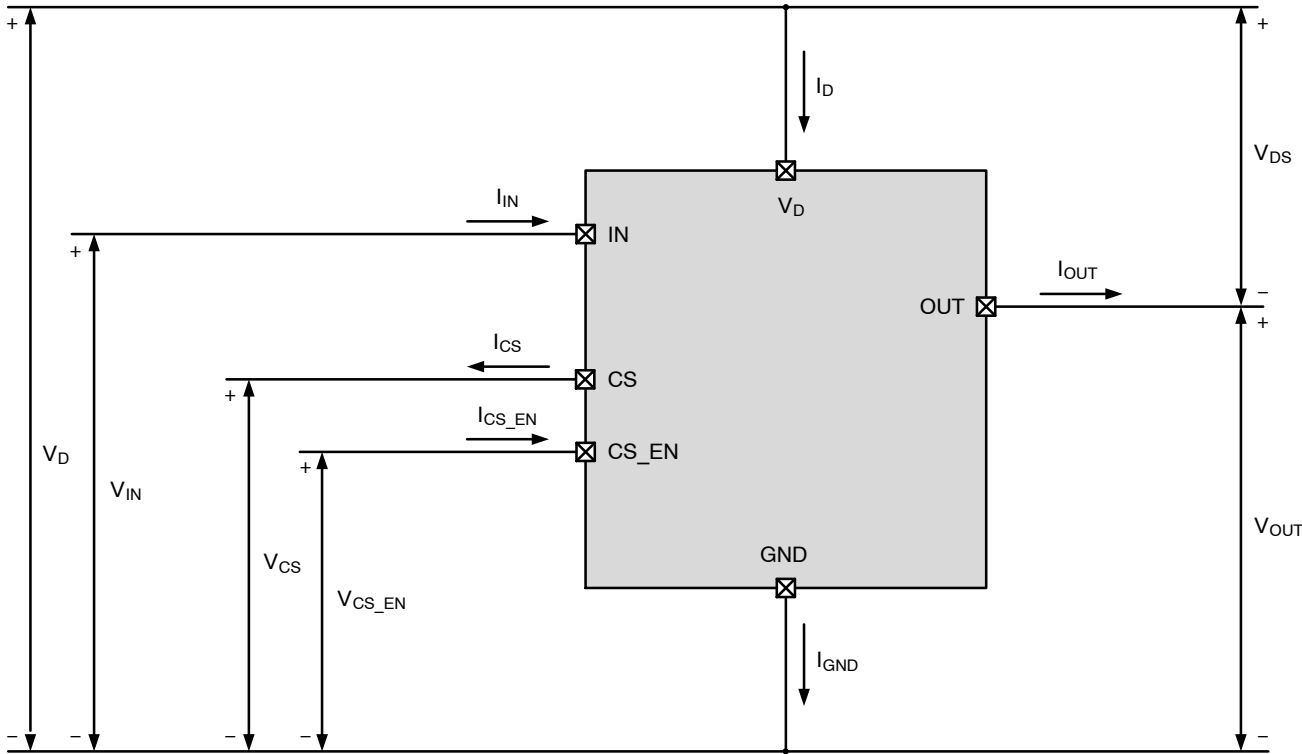 +
+
I_D
V_DS
V_D
I_IN
+
IN
I_OUT
OUT
−
+
I_CS
+
CS
I_CS_EN
+
CS_EN
V_D
V_IN
V_CS
V_CS_EN
GND
V_OUT
I_GND
−
−
−
−
−